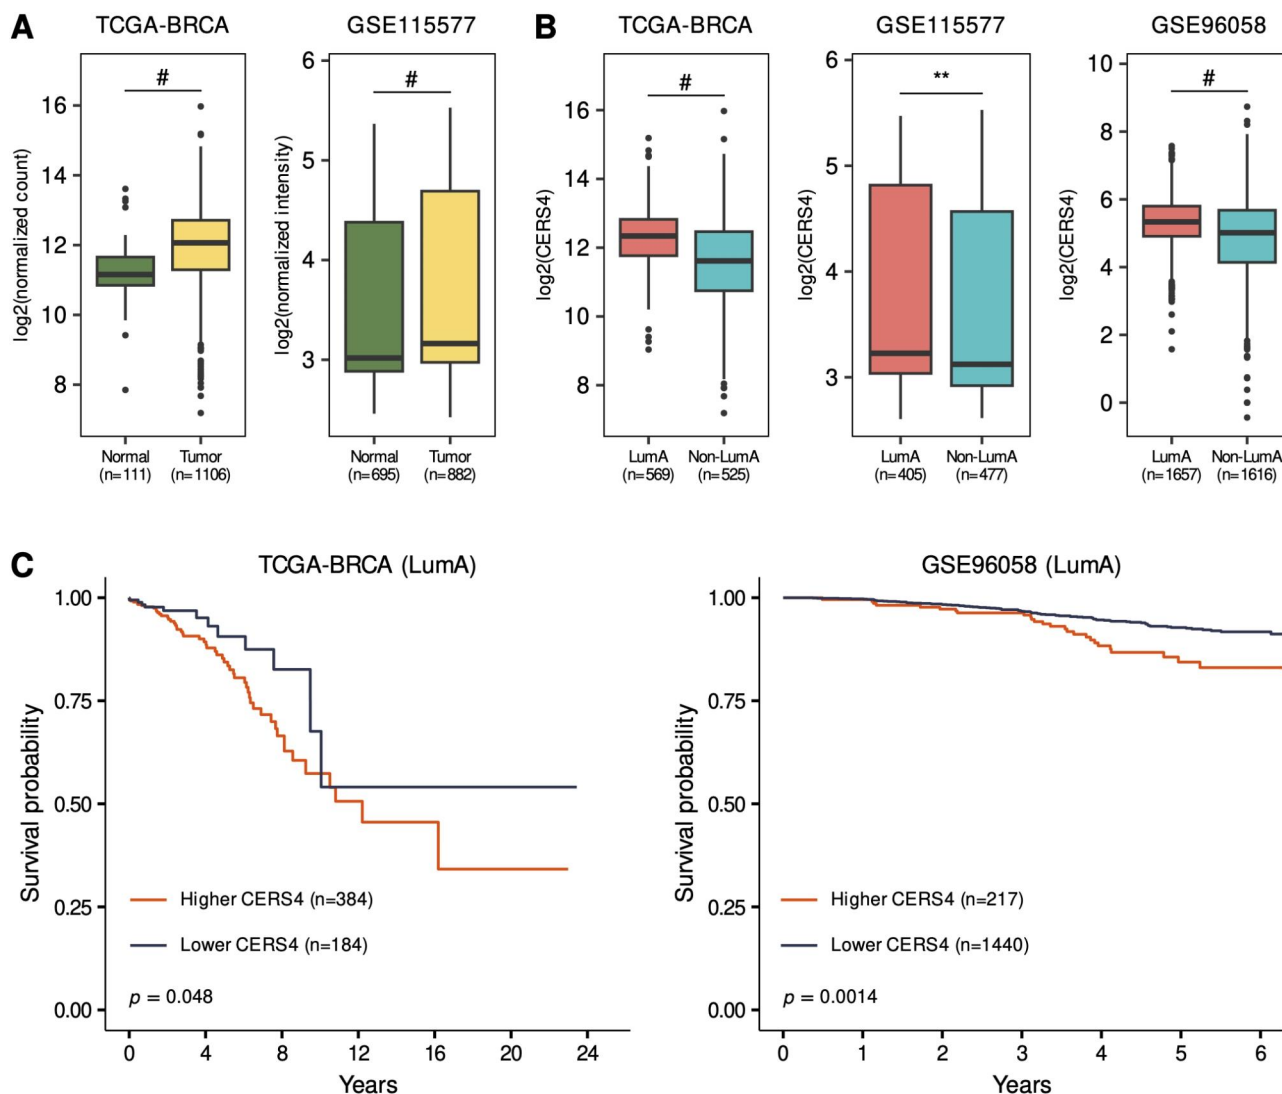 A
TCGA-BRCA
log2(normalized count)
16
14
12
10
8
#
Normal
(n=111)
Tumor
(n=1106)
GSE115577
log2(normalized intensity)
6
5
4
3
#
Normal
(n=695)
Tumor
(n=882)
B
TCGA-BRCA
log2(CERS4)
16
14
12
10
8
#
LumA
(n=569)
Non-LumA
(n=525)
GSE115577
log2(CERS4)
6
5
4
3
**
LumA
(n=405)
Non-LumA
(n=477)
GSE96058
log2(CERS4)
10
8
6
4
2
0
#
LumA
(n=1657)
Non-LumA
(n=1616)
C
TCGA-BRCA (LumA)
Survival probability
1.00
0.75
0.50
0.25
0.00
Higher CERS4 (n=384)
Lower CERS4 (n=184)
p = 0.048
0 4 8 12 16 20 24
Years
GSE96058 (LumA)
Survival probability
1.00
0.75
0.50
0.25
0.00
Higher CERS4 (n=217)
Lower CERS4 (n=1440)
p = 0.0014
0 1 2 3 4 5 6
Years